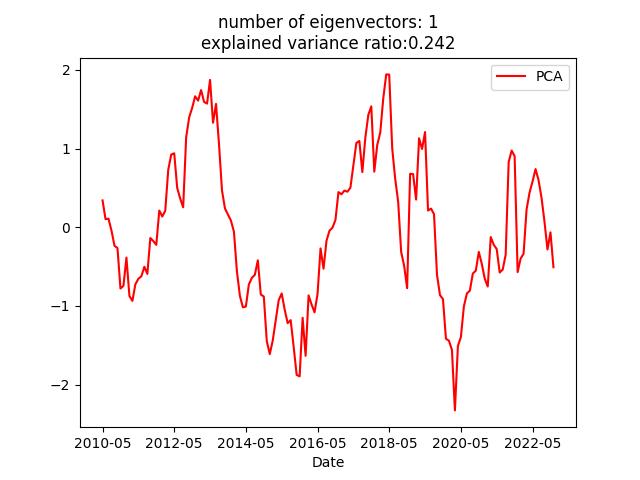 number of eigenvectors: 1
explained variance ratio:0.242
PCA
2
1
0
−1
−2
2010-05 2012-05 2014-05 2016-05 2018-05 2020-05 2022-05
Date